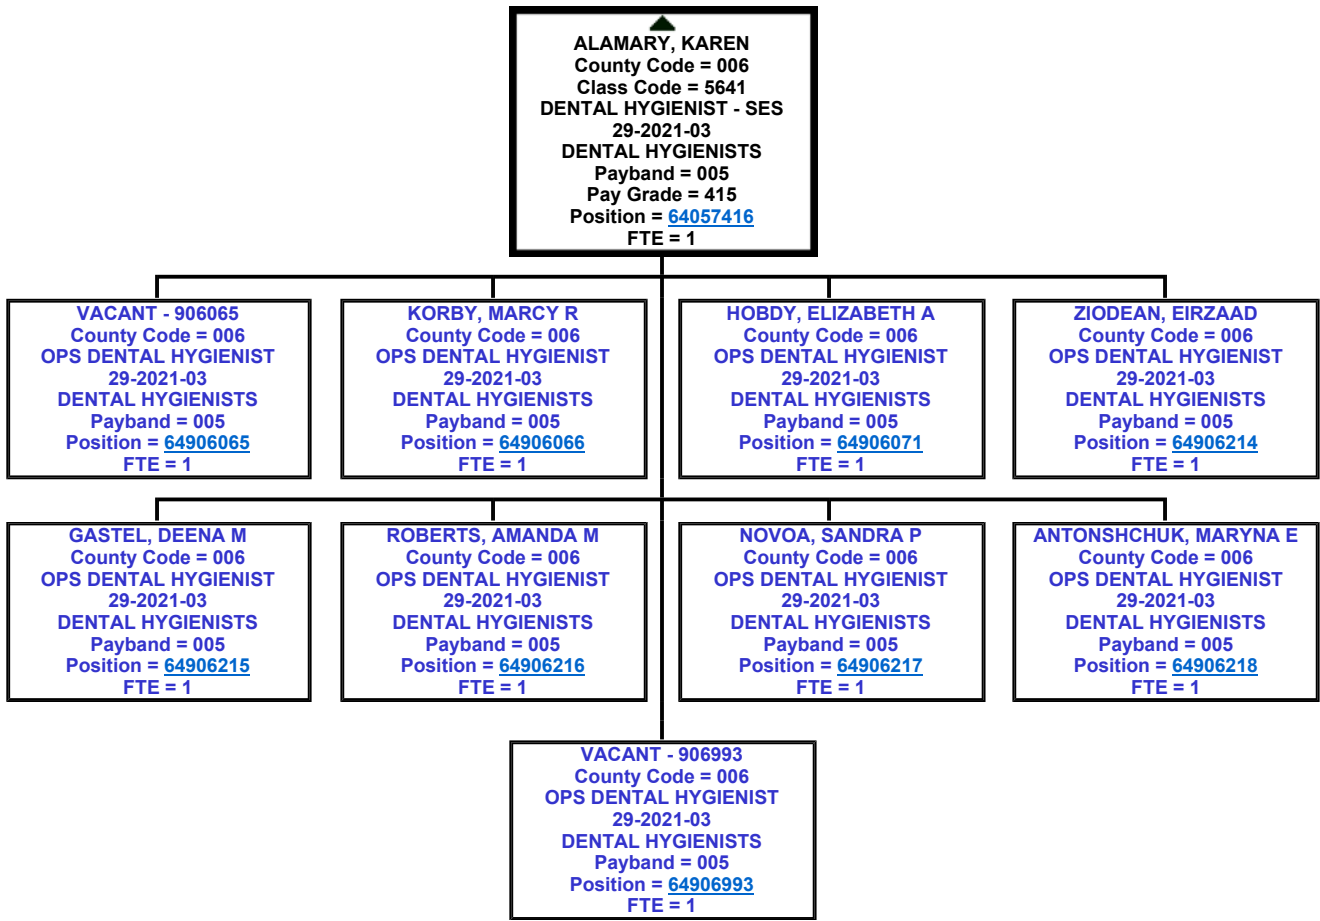 ALAMARY, KAREN
County Code = 006
Class Code = 5641
DENTAL HYGIENIST - SES
29-2021-03
DENTAL HYGIENISTS
Payband = 005
Pay Grade = 415
Position = 64057416
FTE = 1
VACANT - 906065
County Code = 006
OPS DENTAL HYGIENIST
29-2021-03
DENTAL HYGIENISTS
Payband = 005
Position = 64906065
FTE = 1
KORBY, MARCY R
County Code = 006
OPS DENTAL HYGIENIST
29-2021-03
DENTAL HYGIENISTS
Payband = 005
Position = 64906066
FTE = 1
HOBDY, ELIZABETH A
County Code = 006
OPS DENTAL HYGIENIST
29-2021-03
DENTAL HYGIENISTS
Payband = 005
Position = 64906071
FTE = 1
ZIODEAN, EIRZAAD
County Code = 006
OPS DENTAL HYGIENIST
29-2021-03
DENTAL HYGIENISTS
Payband = 005
Position = 64906214
FTE = 1
GASTEL, DEENA M
County Code = 006
OPS DENTAL HYGIENIST
29-2021-03
DENTAL HYGIENISTS
Payband = 005
Position = 64906215
FTE = 1
ROBERTS, AMANDA M
County Code = 006
OPS DENTAL HYGIENIST
29-2021-03
DENTAL HYGIENISTS
Payband = 005
Position = 64906216
FTE = 1
NOVOA, SANDRA P
County Code = 006
OPS DENTAL HYGIENIST
29-2021-03
DENTAL HYGIENISTS
Payband = 005
Position = 64906217
FTE = 1
ANTONSHCHUK, MARYNA E
County Code = 006
OPS DENTAL HYGIENIST
29-2021-03
DENTAL HYGIENISTS
Payband = 005
Position = 64906218
FTE = 1
VACANT - 906993
County Code = 006
OPS DENTAL HYGIENIST
29-2021-03
DENTAL HYGIENISTS
Payband = 005
Position = 64906993
FTE = 1